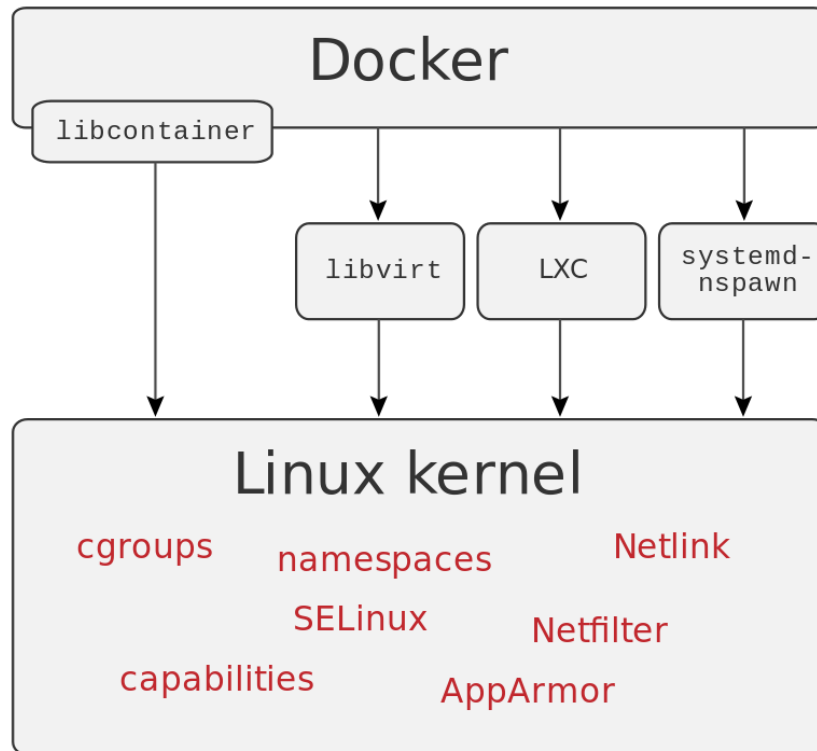 Docker
libcontainer
libvirt
LXC
systemd-
nspawn
Linux kernel
cgroups
namespaces
Netlink
SELinux
Netfilter
capabilities
AppArmor